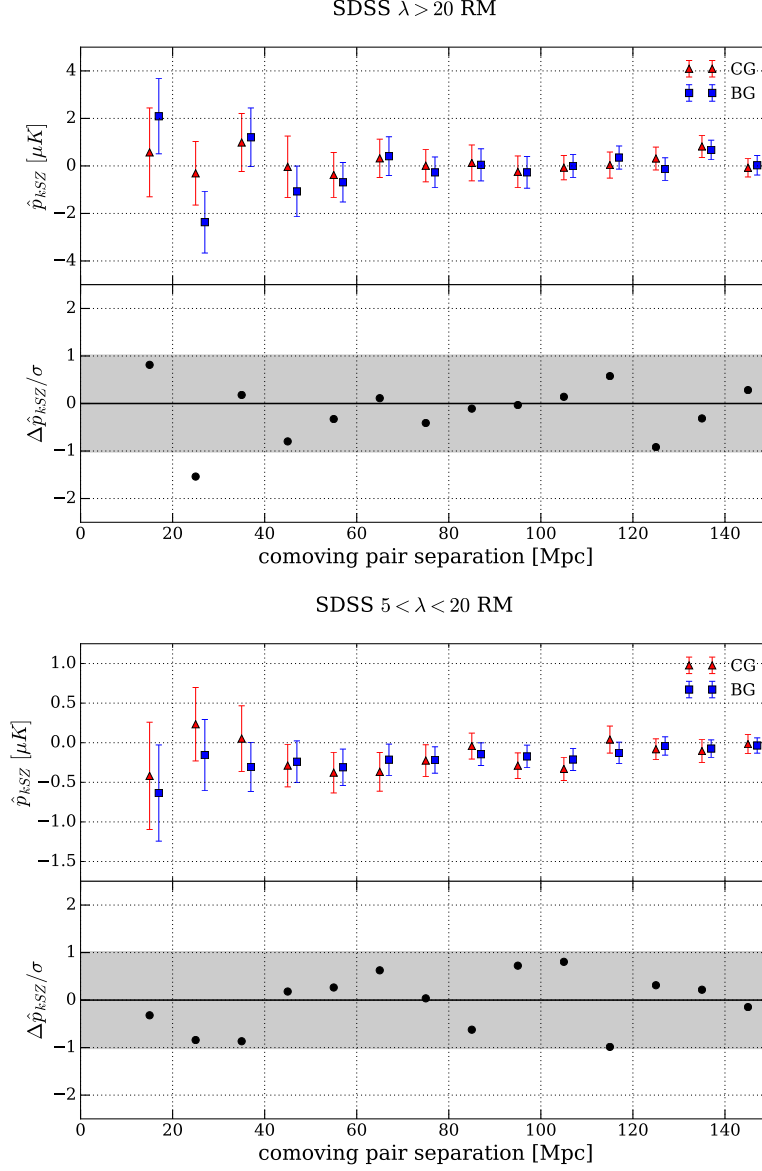 SDSS λ > 20 RM
4
2
0
−2
−4
p̂kSZ [μK]
CG
BG
2
1
0
−1
−2
Δp̂kSZ/σ
0 20 40 60 80 100 120 140
comoving pair separation [Mpc]
SDSS 5 < λ < 20 RM
1.0
0.5
0.0
−0.5
−1.0
−1.5
p̂kSZ [μK]
CG
BG
2
1
0
−1
−2
Δp̂kSZ/σ
0 20 40 60 80 100 120 140
comoving pair separation [Mpc]